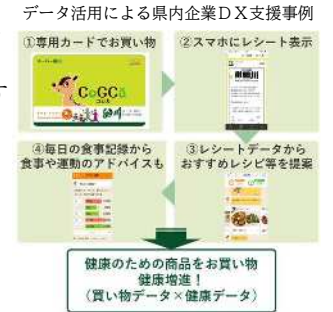 データ活用による県内企業ＤＸ支援事例
①専用カードでお買い物
CoGCa
②スマホにレシート表示
④毎日の食事記録から
食事や運動のアドバイスも
③レシートデータから
おすすめレシピ等を提案
健康のための商品をお買い物
健康増進！
（買い物データ×健康データ）